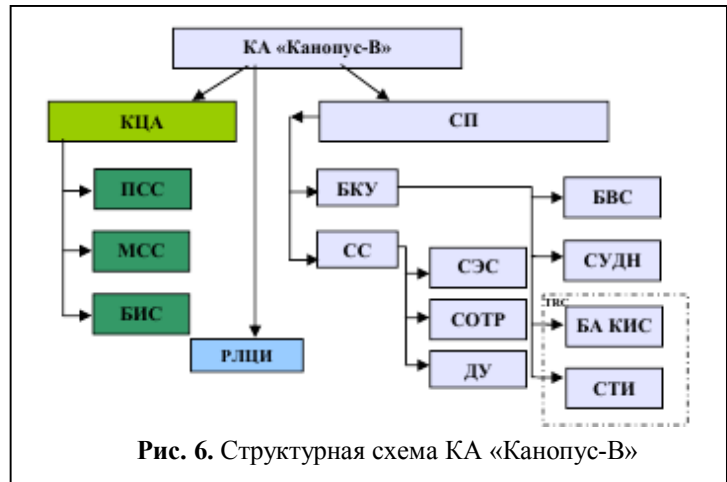 КА «Канопус-В»
КЦА
СП
ПСС
БКУ
БВС
МСС
СС
СЭС
СУДН
БИС
СОТР
TRC
БА КИС
РЛЦИ
ДУ
СТИ
Рис. 6. Структурная схема КА «Канопус-В»